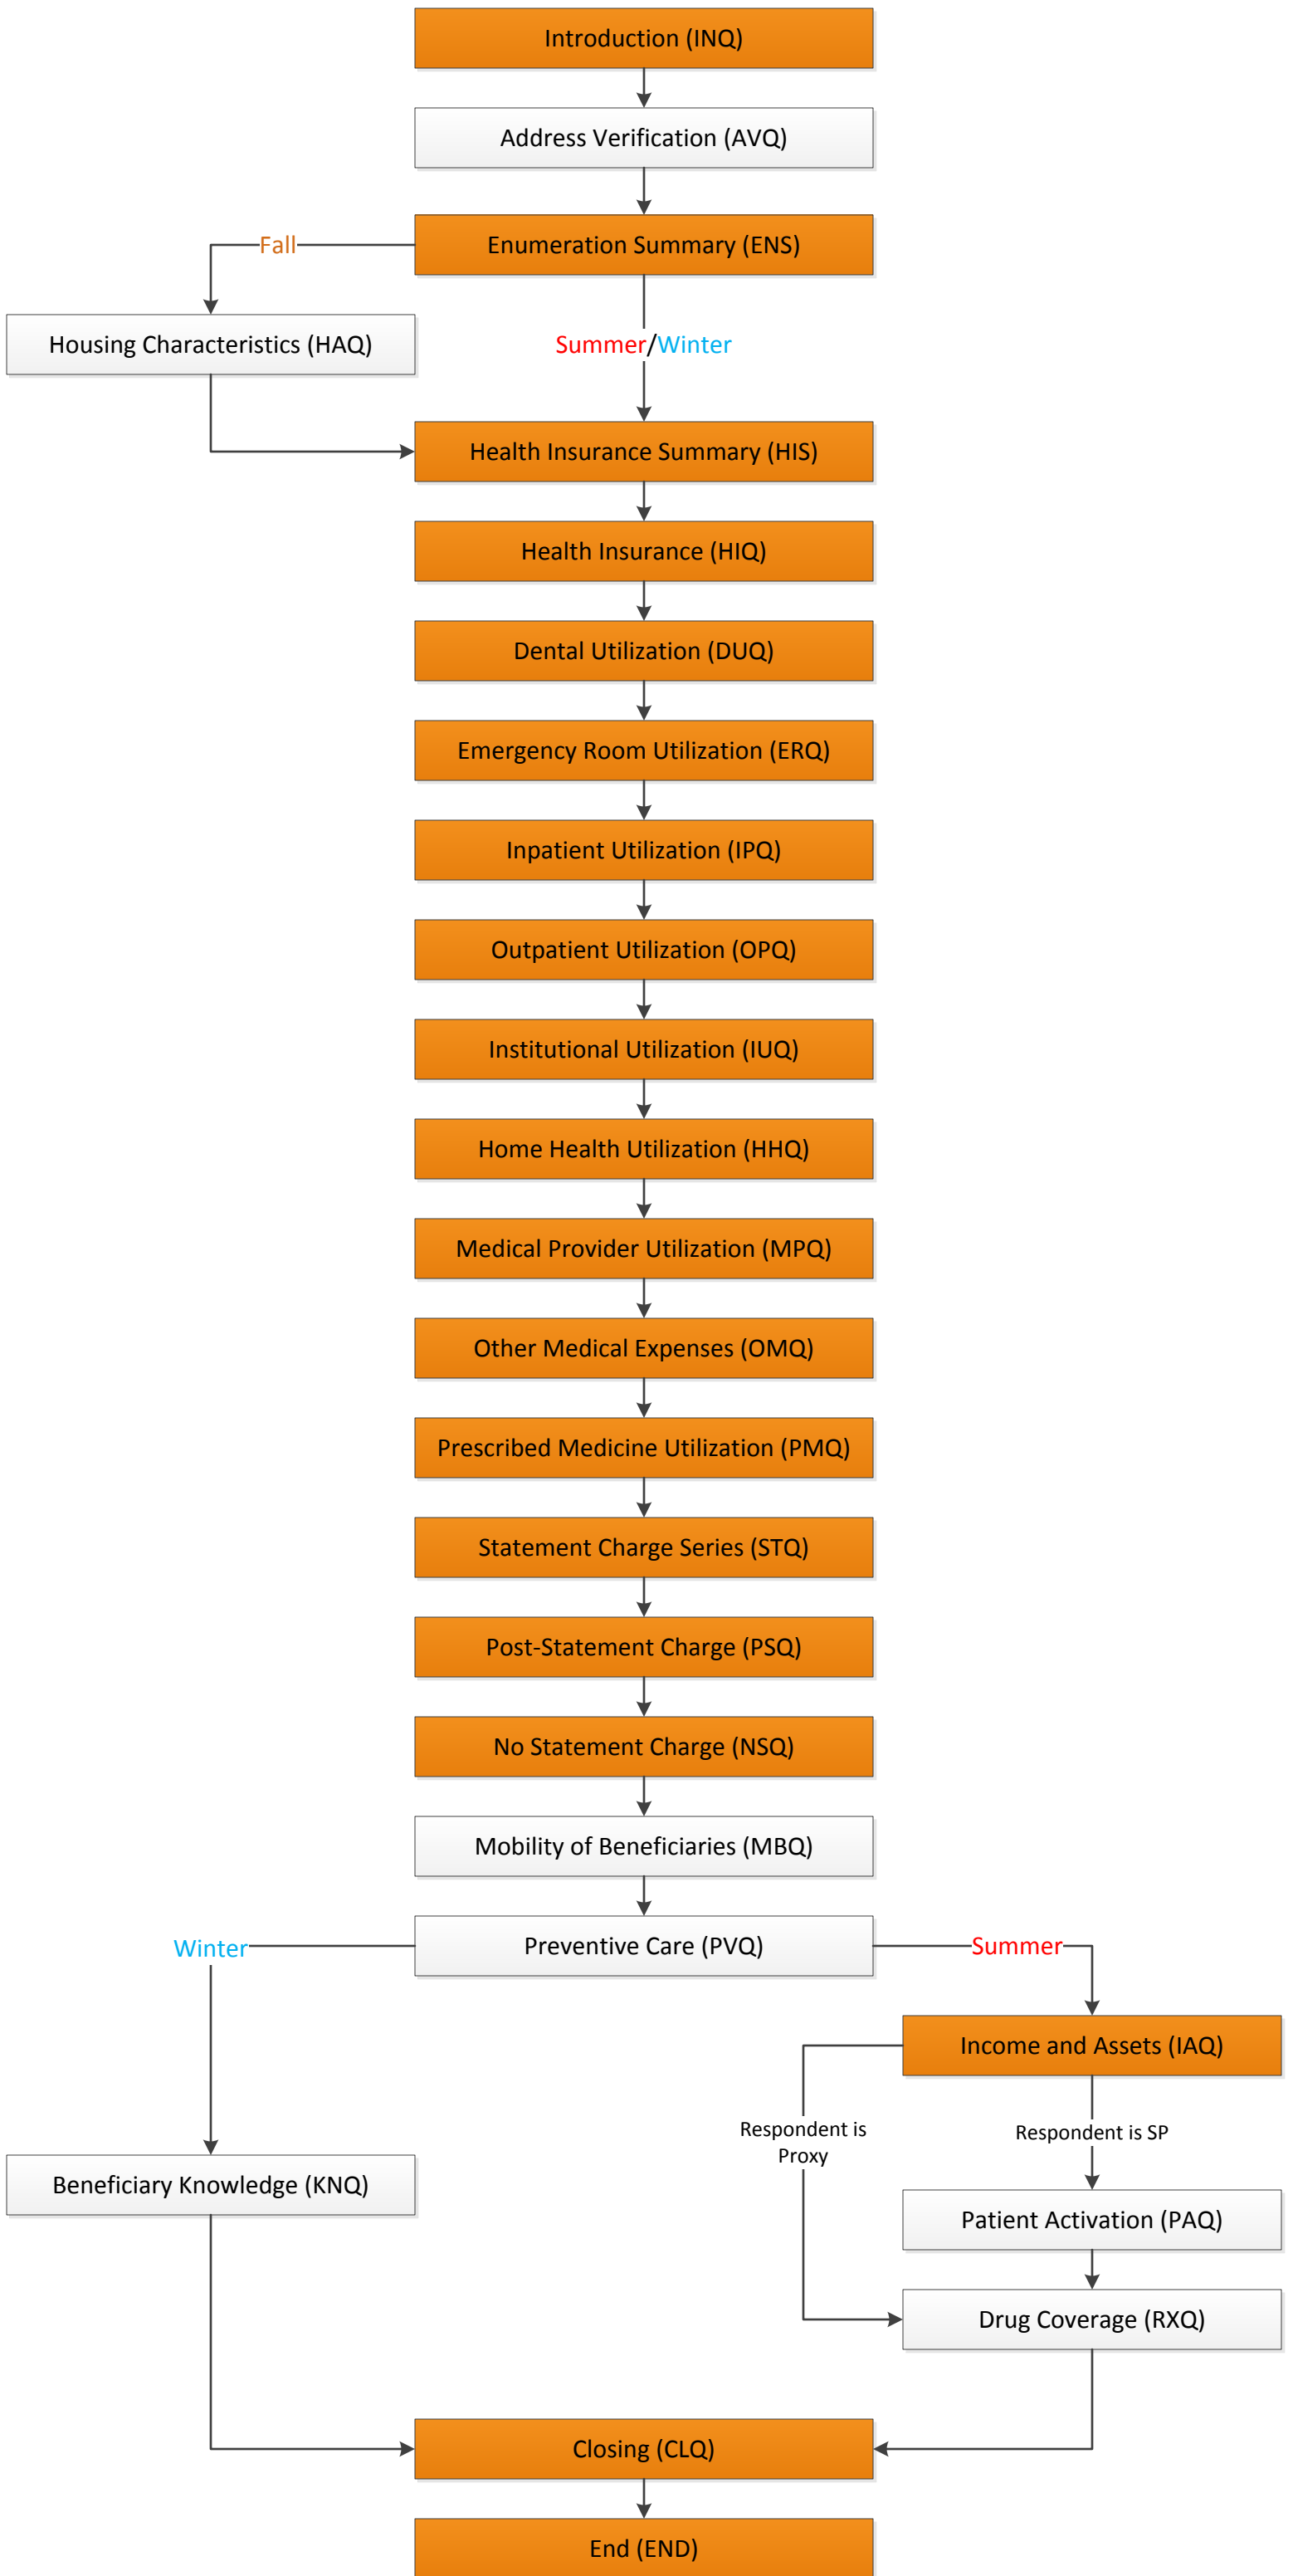 Introduction (INQ)
Address Verification (AVQ)
Fall
Enumeration Summary (ENS)
Housing Characteristics (HAQ)
Summer/Winter
Health Insurance Summary (HIS)
Health Insurance (HIQ)
Dental Utilization (DUQ)
Emergency Room Utilization (ERQ)
Inpatient Utilization (IPQ)
Outpatient Utilization (OPQ)
Institutional Utilization (IUQ)
Home Health Utilization (HHQ)
Medical Provider Utilization (MPQ)
Other Medical Expenses (OMQ)
Prescribed Medicine Utilization (PMQ)
Statement Charge Series (STQ)
Post-Statement Charge (PSQ)
No Statement Charge (NSQ)
Mobility of Beneficiaries (MBQ)
Winter
Preventive Care (PVQ)
Summer
Income and Assets (IAQ)
Respondent is
Proxy
Respondent is SP
Beneficiary Knowledge (KNQ)
Patient Activation (PAQ)
Drug Coverage (RXQ)
Closing (CLQ)
End (END)